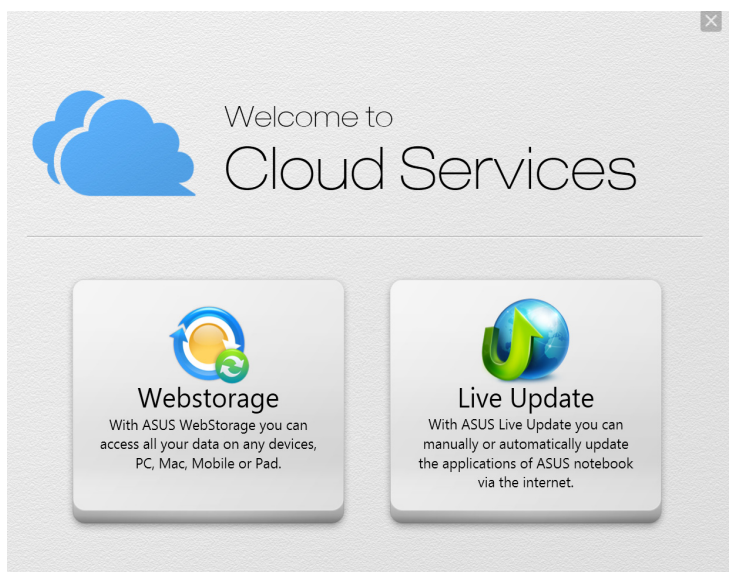 Welcome to
Cloud Services
Webstorage
With ASUS WebStorage you can
access all your data on any devices,
PC, Mac, Mobile or Pad.
Live Update
With ASUS Live Update you can
manually or automatically update
the applications of ASUS notebook
via the internet.